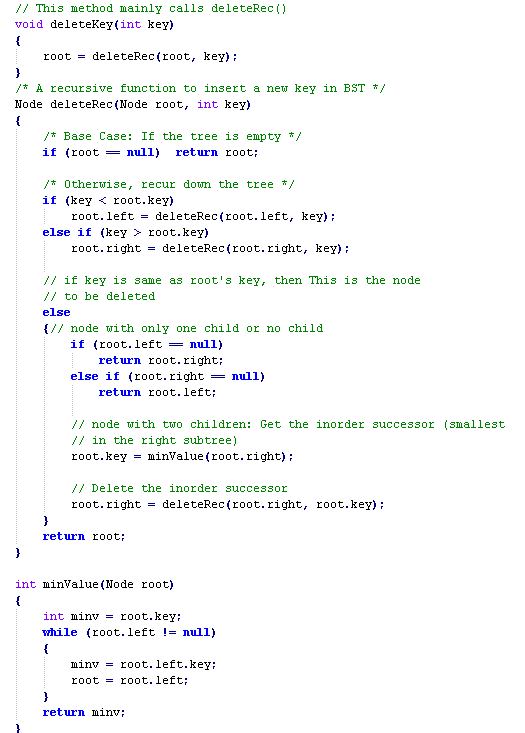 // This method mainly calls deleteRec()
void deleteKey(int key)
{
    root = deleteRec(root, key);
}
/* A recursive function to insert a new key in BST */
Node deleteRec(Node root, int key)
{
    /* Base Case: If the tree is empty */
    if (root == null)  return root;

    /* Otherwise, recur down the tree */
    if (key < root.key)
        root.left = deleteRec(root.left, key);
    else if (key > root.key)
        root.right = deleteRec(root.right, key);

    // if key is same as root's key, then This is the node
    // to be deleted
    else
    {// node with only one child or no child
        if (root.left == null)
            return root.right;
        else if (root.right == null)
            return root.left;

        // node with two children: Get the inorder successor (smallest
        // in the right subtree)
        root.key = minValue(root.right);

        // Delete the inorder successor
        root.right = deleteRec(root.right, root.key);
    }
    return root;
}

int minValue(Node root)
{
    int minv = root.key;
    while (root.left != null)
    {
        minv = root.left.key;
        root = root.left;
    }
    return minv;
}